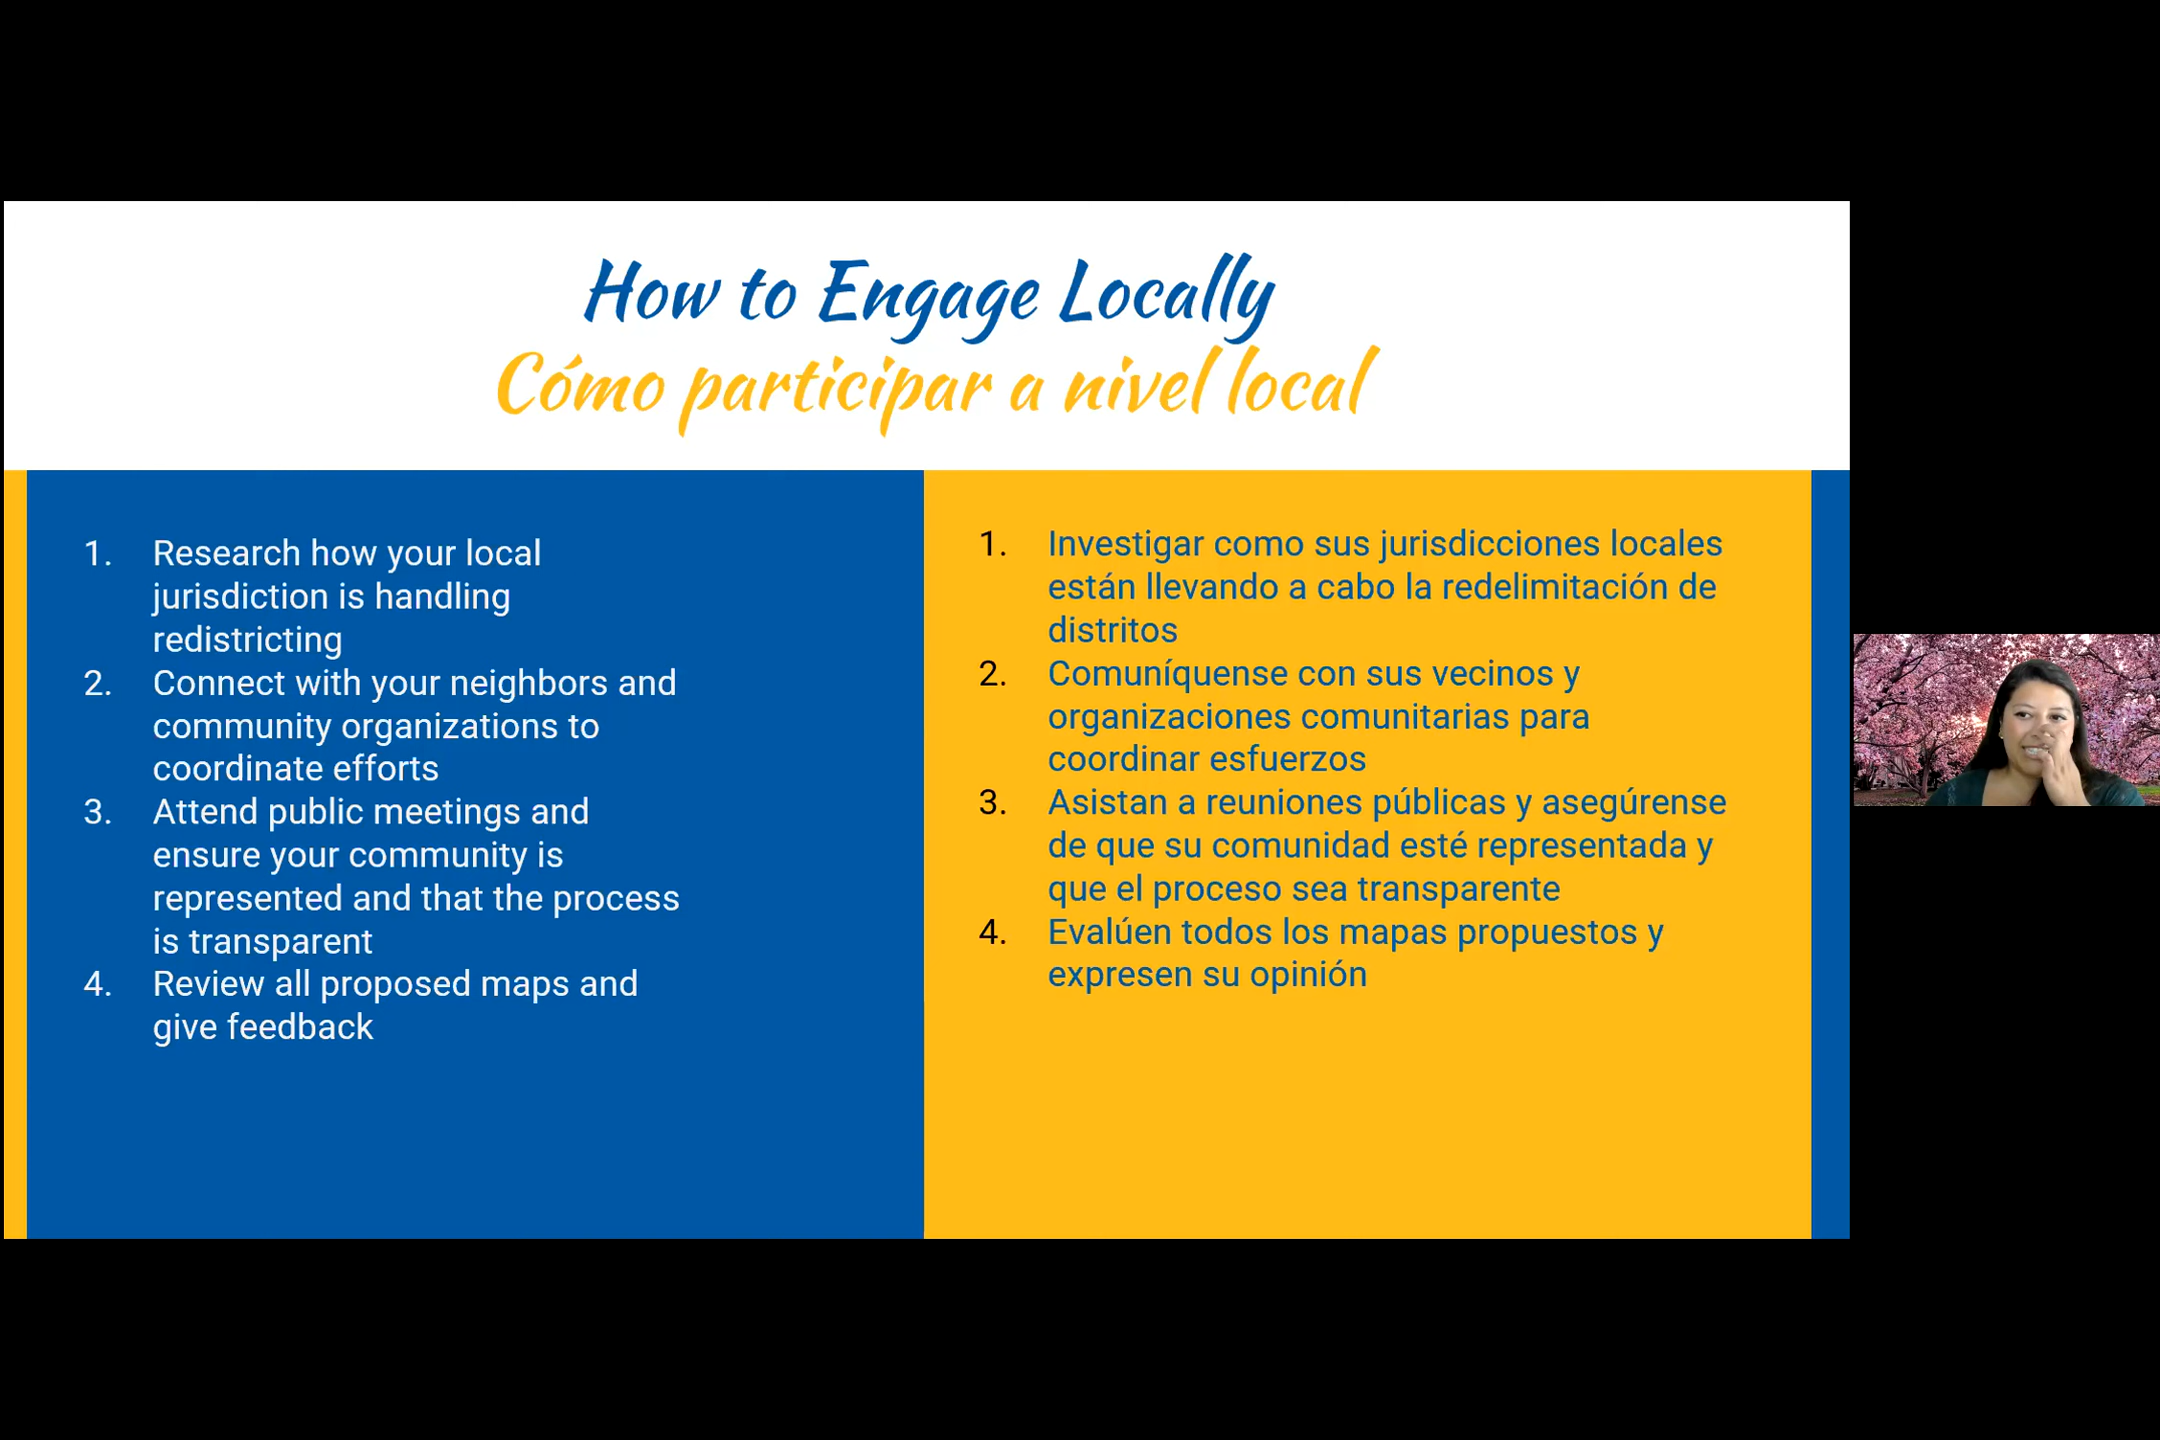 How to Engage Locally
Cómo participar a nivel local
1. Research how your local
jurisdiction is handling
redistricting
2. Connect with your neighbors and
community organizations to
coordinate efforts
3. Attend public meetings and
ensure your community is
represented and that the process
is transparent
4. Review all proposed maps and
give feedback
1. Investigar como sus jurisdicciones locales
están llevando a cabo la redelimitación de
distritos
2. Comuníquense con sus vecinos y
organizaciones comunitarias para
coordinar esfuerzos
3. Asistan a reuniones públicas y asegúrense
de que su comunidad esté representada y
que el proceso sea transparente
4. Evalúen todos los mapas propuestos y
expresen su opinión